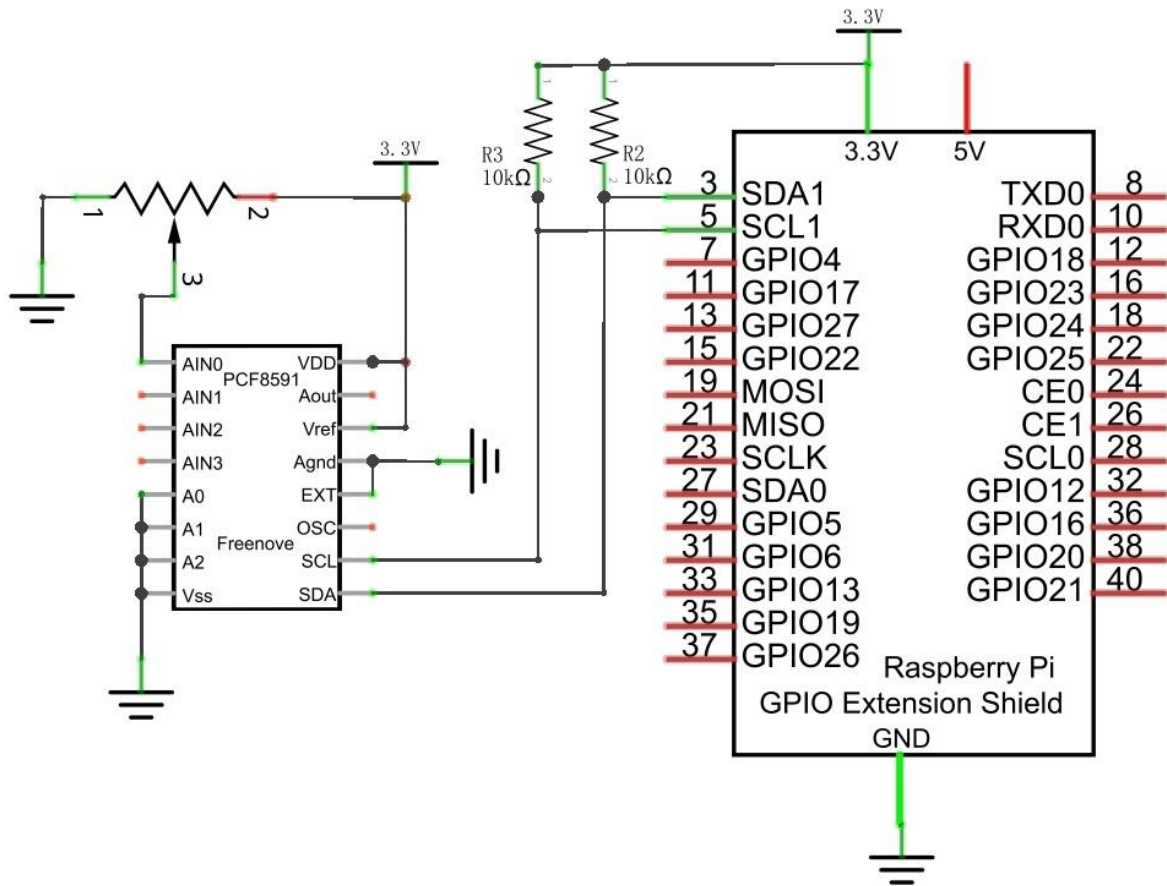 3.3V
3.3V
5V
3.3V
R3
10kΩ
R2
10kΩ
1
2
1
2
1
2
3
3 SDA1
5 SCL1
7 GPIO4
11 GPIO17
13 GPIO27
15 GPIO22
19 MOSI
21 MISO
23 SCLK
27 SDA0
29 GPIO5
31 GPIO6
33 GPIO13
35 GPIO19
37 GPIO26
TXD0 8
RXD0 10
GPIO18 12
GPIO23 16
GPIO24 18
GPIO25 22
CE0 24
CE1 26
SCL0 28
GPIO12 32
GPIO16 36
GPIO20 38
GPIO21 40
Raspberry Pi
GPIO Extension Shield
GND
PCF8591
AIN0
AIN1
AIN2
AIN3
A0
A1
A2
Vss
VDD
Aout
Vref
Agnd
EXT
OSC
SCL
SDA
Freenove